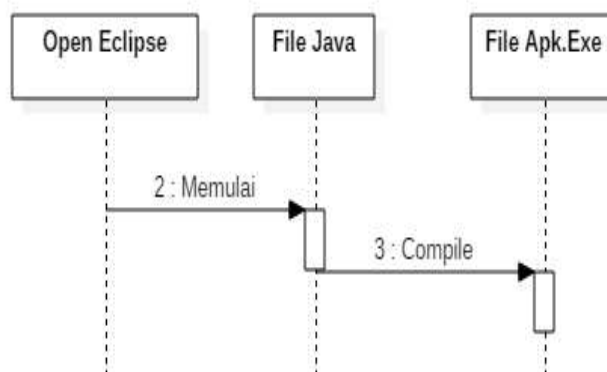 Open Eclipse
File Java
File Apk.Exe
2 : Memulai
3 : Compile